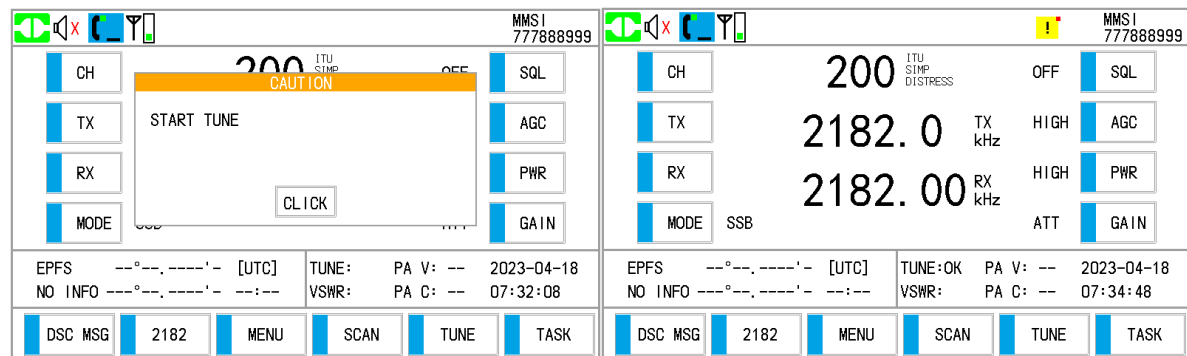 MMSI
777888999
CH
200 ITU
SIMP
OFF
SQL
CAUTION
TX
START TUNE
AGC
RX
PWR
CLICK
MODE
GAIN
EPFS --°--.----'- [UTC]
NO INFO ---°--.----'- --:--
TUNE: PA V: --
VSWR: PA C: --
2023-04-18
07:32:08
DSC MSG
2182
MENU
SCAN
TUNE
TASK
!
MMSI
777888999
CH
200 ITU
SIMP
DISTRESS
OFF
SQL
TX
2182.0 TX
kHz
HIGH
AGC
RX
2182.00 RX
kHz
HIGH
PWR
MODE
SSB
ATT
GAIN
EPFS --°--.----'- [UTC]
NO INFO ---°--.----'- --:--
TUNE:OK PA V: --
VSWR: PA C: --
2023-04-18
07:34:48
DSC MSG
2182
MENU
SCAN
TUNE
TASK